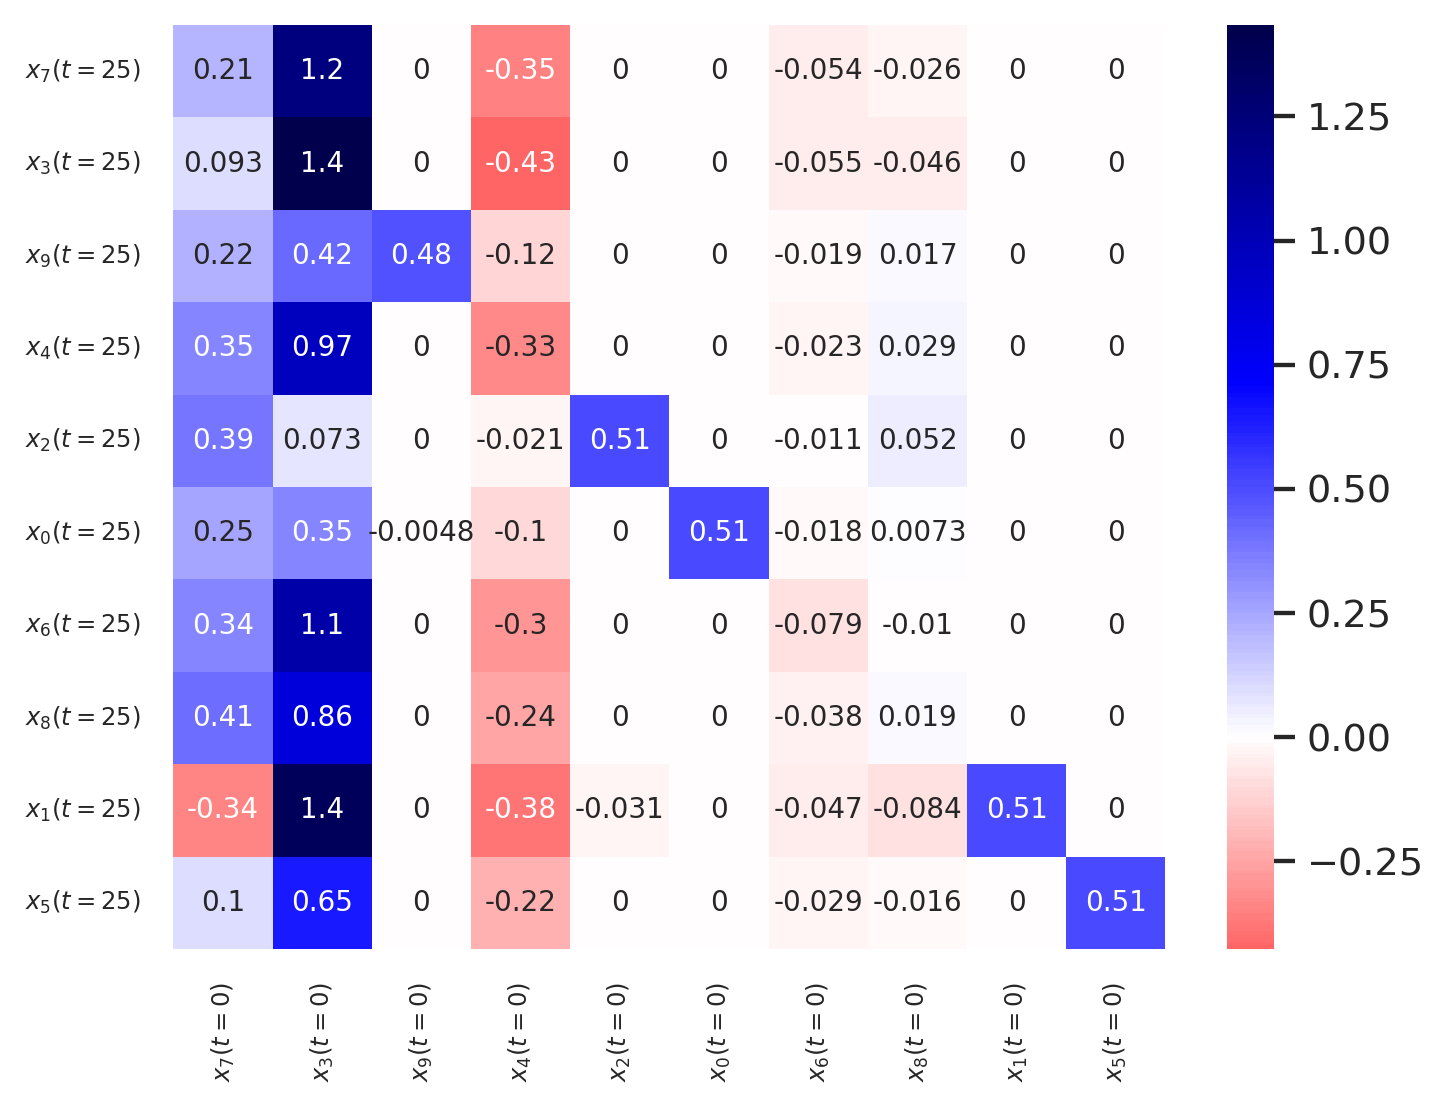 x₇(t = 25) 0.21 1.2 0 -0.35 0 0 -0.054 -0.026 0 0
x₃(t = 25) 0.093 1.4 0 -0.43 0 0 -0.055 -0.046 0 0
x₉(t = 25) 0.22 0.42 0.48 -0.12 0 0 -0.019 0.017 0 0
x₄(t = 25) 0.35 0.97 0 -0.33 0 0 -0.023 0.029 0 0
x₂(t = 25) 0.39 0.073 0 -0.021 0.51 0 -0.011 0.052 0 0
x₀(t = 25) 0.25 0.35 -0.0048 -0.1 0 0.51 -0.018 0.0073 0 0
x₆(t = 25) 0.34 1.1 0 -0.3 0 0 -0.079 -0.01 0 0
x₈(t = 25) 0.41 0.86 0 -0.24 0 0 -0.038 0.019 0 0
x₁(t = 25) -0.34 1.4 0 -0.38 -0.031 0 -0.047 -0.084 0.51 0
x₅(t = 25) 0.1 0.65 0 -0.22 0 0 -0.029 -0.016 0 0.51
x₇(t = 0) x₃(t = 0) x₉(t = 0) x₄(t = 0) x₂(t = 0) x₀(t = 0) x₆(t = 0) x₈(t = 0) x₁(t = 0) x₅(t = 0)
1.25
1.00
0.75
0.50
0.25
0.00
−0.25